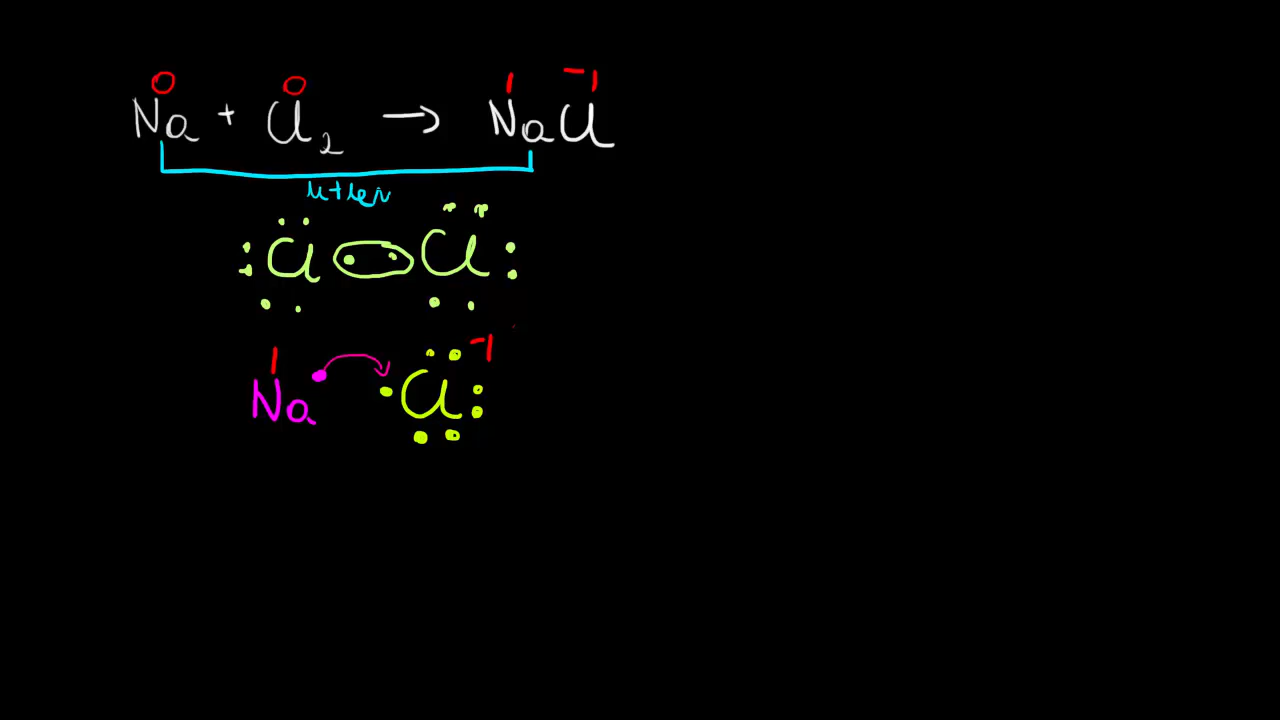 0 0 1 -1
Na + Cl₂ → NaCl
Cl Cl
1 -1
Na Cl